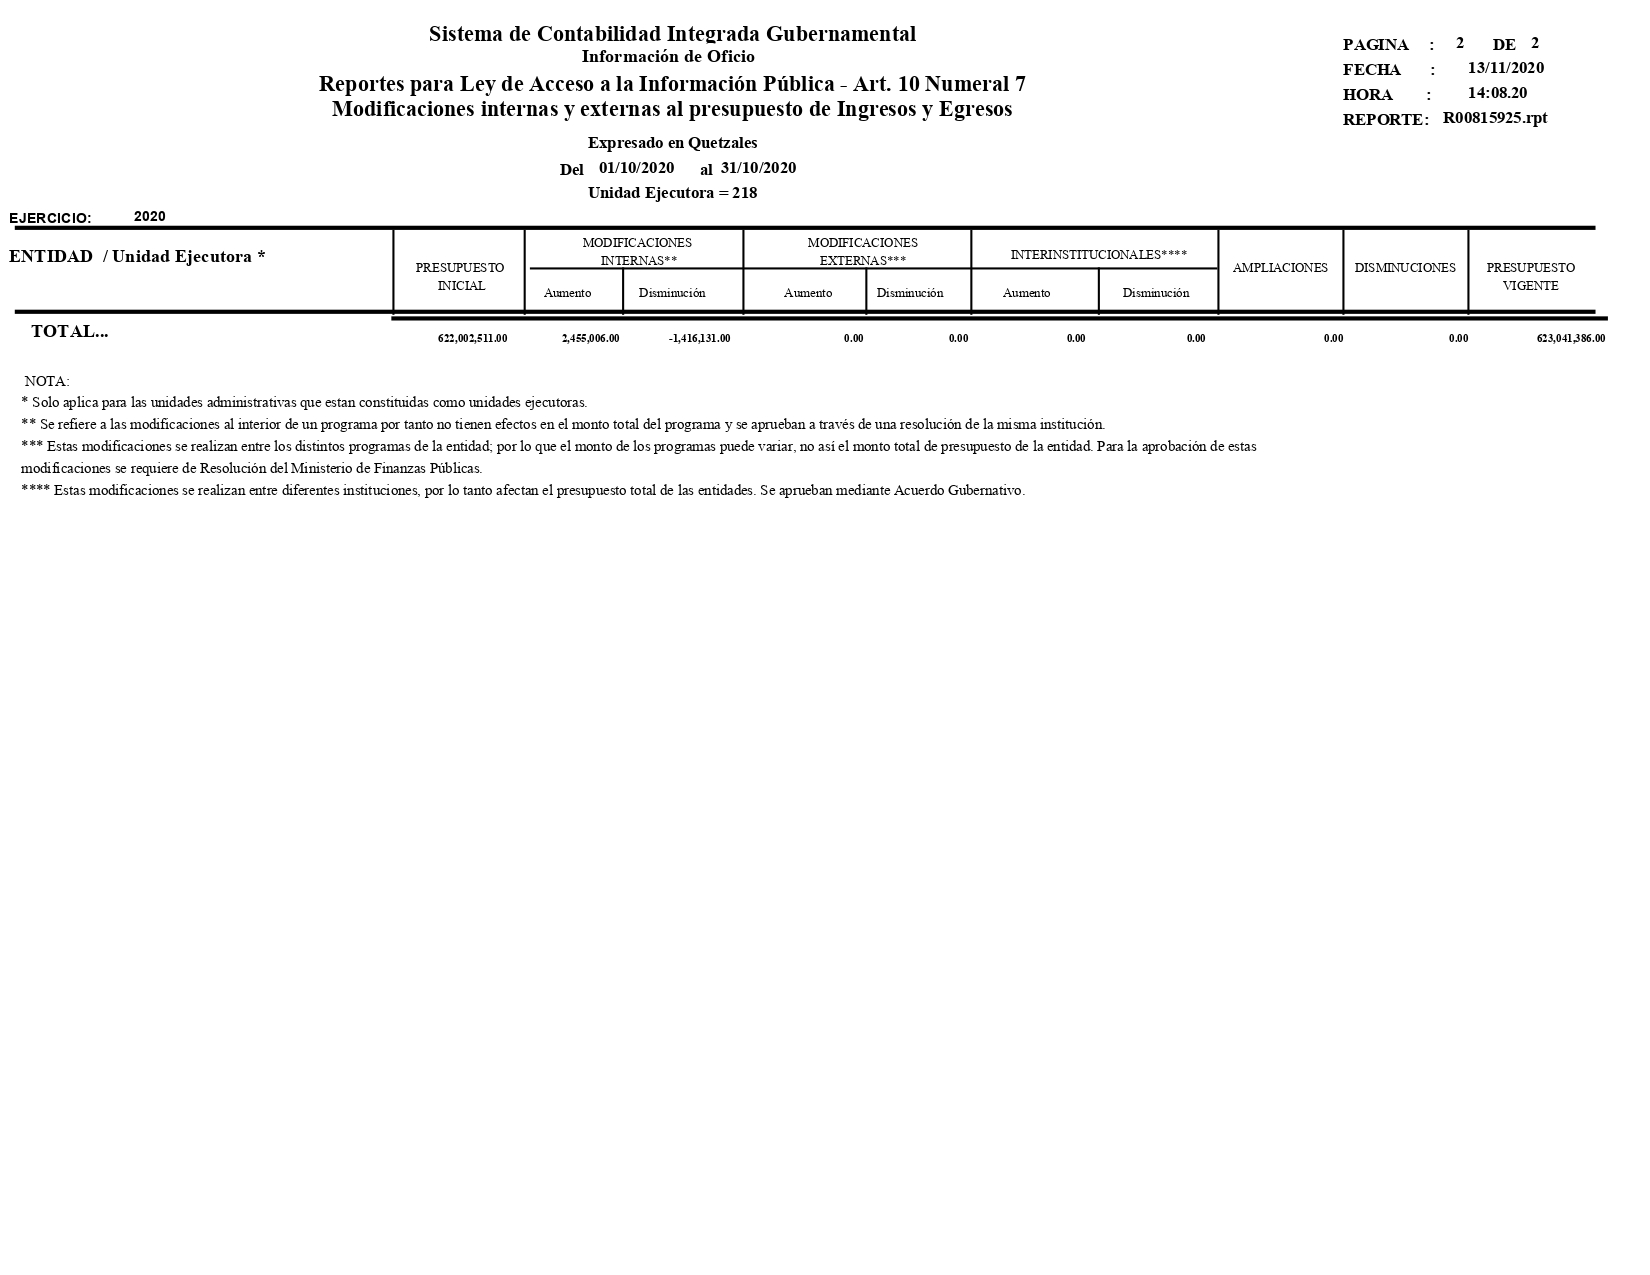 Sistema de Contabilidad Integrada Gubernamental
Información de Oficio
Reportes para Ley de Acceso a la Información Pública - Art. 10 Numeral 7
Modificaciones internas y externas al presupuesto de Ingresos y Egresos
Expresado en Quetzales
Del 01/10/2020 al 31/10/2020
Unidad Ejecutora = 218
PAGINA : 2 DE 2
FECHA : 13/11/2020
HORA : 14:08.20
REPORTE: R00815925.rpt
EJERCICIO: 2020
ENTIDAD / Unidad Ejecutora *
PRESUPUESTO
INICIAL
MODIFICACIONES
INTERNAS**
Aumento Disminución
MODIFICACIONES
EXTERNAS***
Aumento Disminución
INTERINSTITUCIONALES****
Aumento Disminución
AMPLIACIONES
DISMINUCIONES
PRESUPUESTO
VIGENTE
TOTAL... 622,002,511.00 2,455,006.00 -1,416,131.00 0.00 0.00 0.00 0.00 0.00 0.00 623,041,386.00
NOTA:
* Solo aplica para las unidades administrativas que estan constituidas como unidades ejecutoras.
** Se refiere a las modificaciones al interior de un programa por tanto no tienen efectos en el monto total del programa y se aprueban a través de una resolución de la misma institución.
*** Estas modificaciones se realizan entre los distintos programas de la entidad; por lo que el monto de los programas puede variar, no así el monto total de presupuesto de la entidad. Para la aprobación de estas
modificaciones se requiere de Resolución del Ministerio de Finanzas Públicas.
**** Estas modificaciones se realizan entre diferentes instituciones, por lo tanto afectan el presupuesto total de las entidades. Se aprueban mediante Acuerdo Gubernativo.